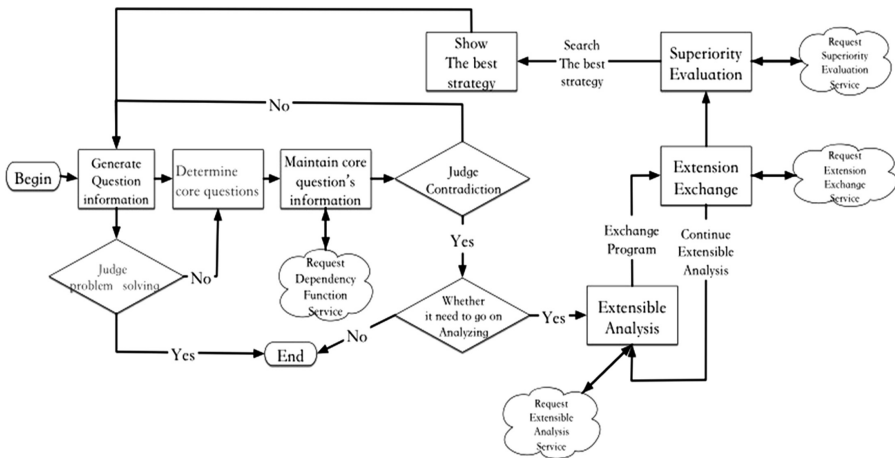 Show
The best
strategy
Search
The best
strategy
Superiority
Evaluation
Request
Superiority
Evaluation
Service
No
Begin
Generate
Question
information
Determine
core questions
Maintain core
question's
information
Judge
Contradiction
Extension
Exchange
Request
Extension
Exchange
Service
Exchange
Program
Continue
Extensible
Analysis
Judge
problem solving
No
Request
Dependency
Function
Service
Yes
Whether
it need to go on
Analyzing
Yes
Extensible
Analysis
No
Yes
End
Request
Extensible
Analysis
Service